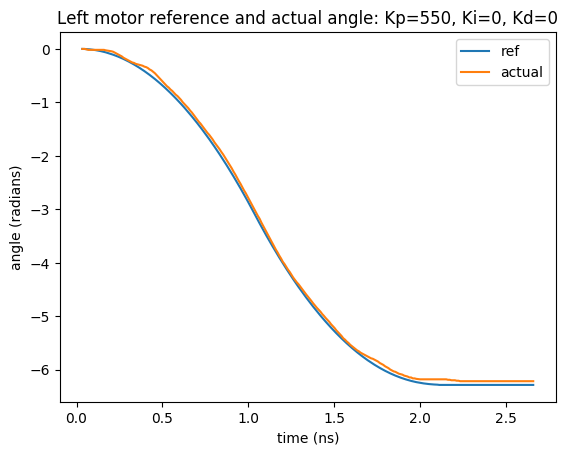 Left motor reference and actual angle: Kp=550, Ki=0, Kd=0
ref
actual
angle (radians)
0
−1
−2
−3
−4
−5
−6
0.0 0.5 1.0 1.5 2.0 2.5
time (ns)